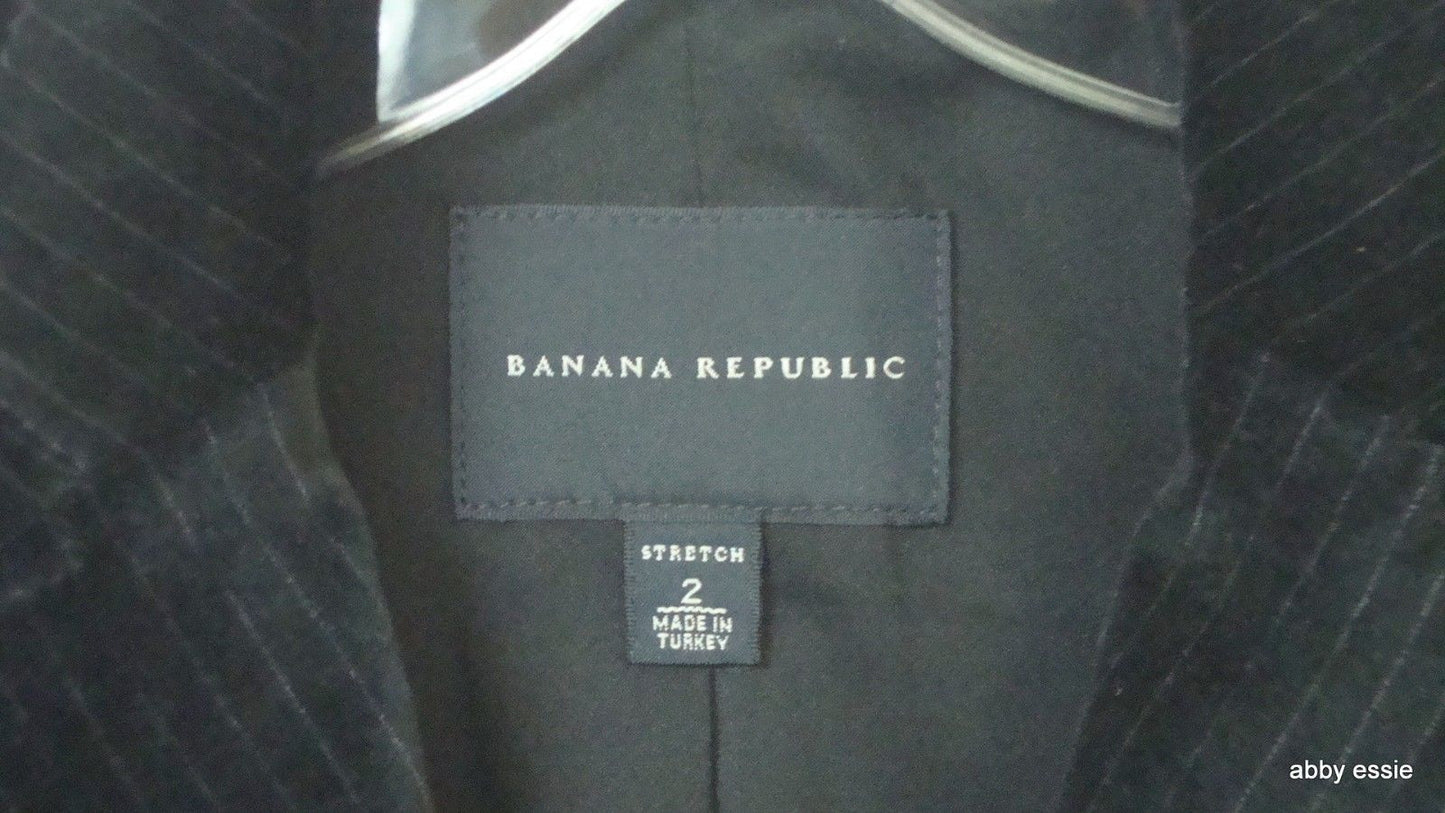 BANANA REPUBLIC
STRETCH
2
MADE IN
TURKEY
abby essie